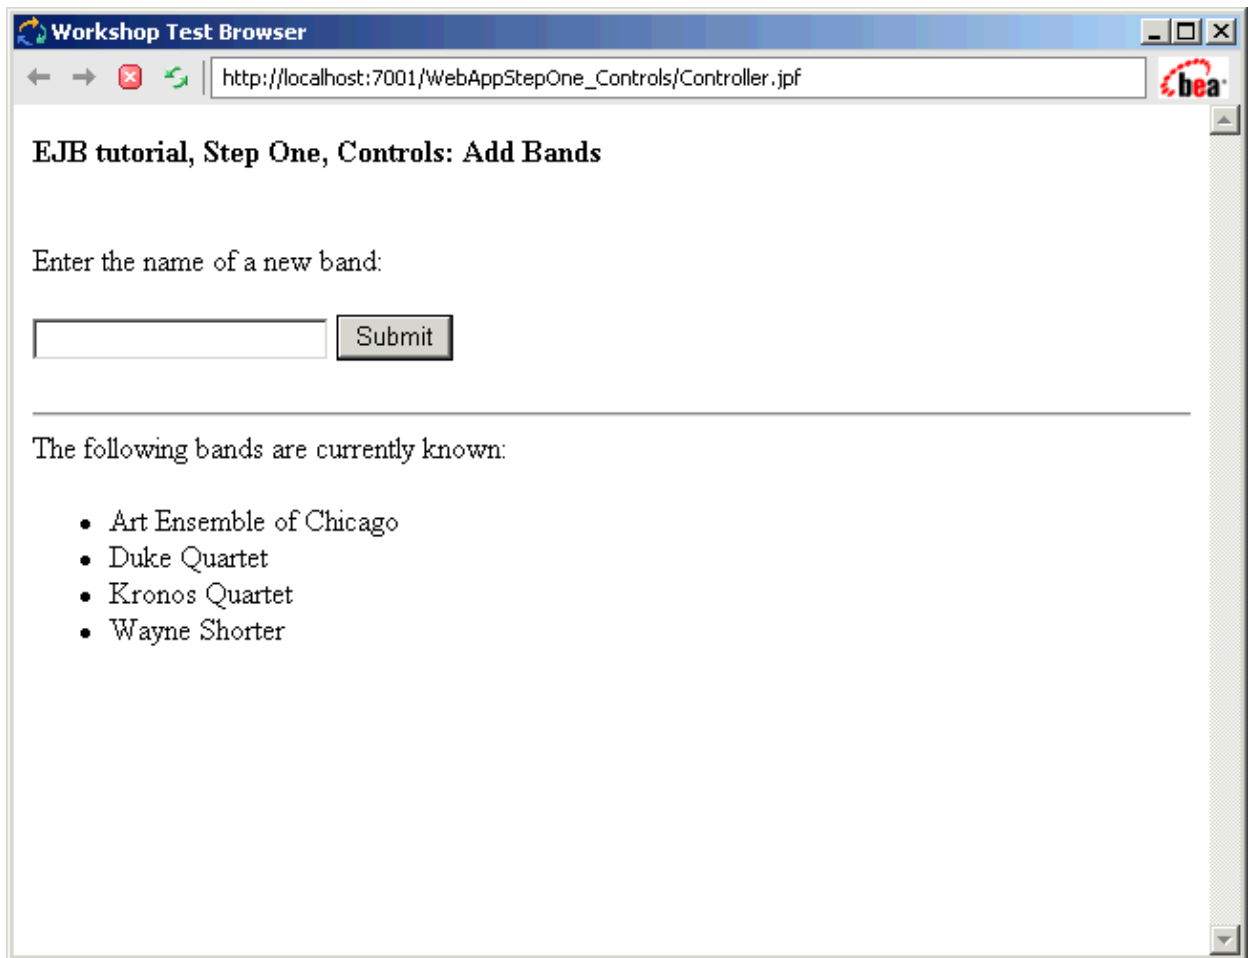 Workshop Test Browser
http://localhost:7001/WebAppStepOne_Controls/Controller.jpf
bea
EJB tutorial, Step One, Controls: Add Bands
Enter the name of a new band:
Submit
The following bands are currently known:
Art Ensemble of Chicago
Duke Quartet
Kronos Quartet
Wayne Shorter